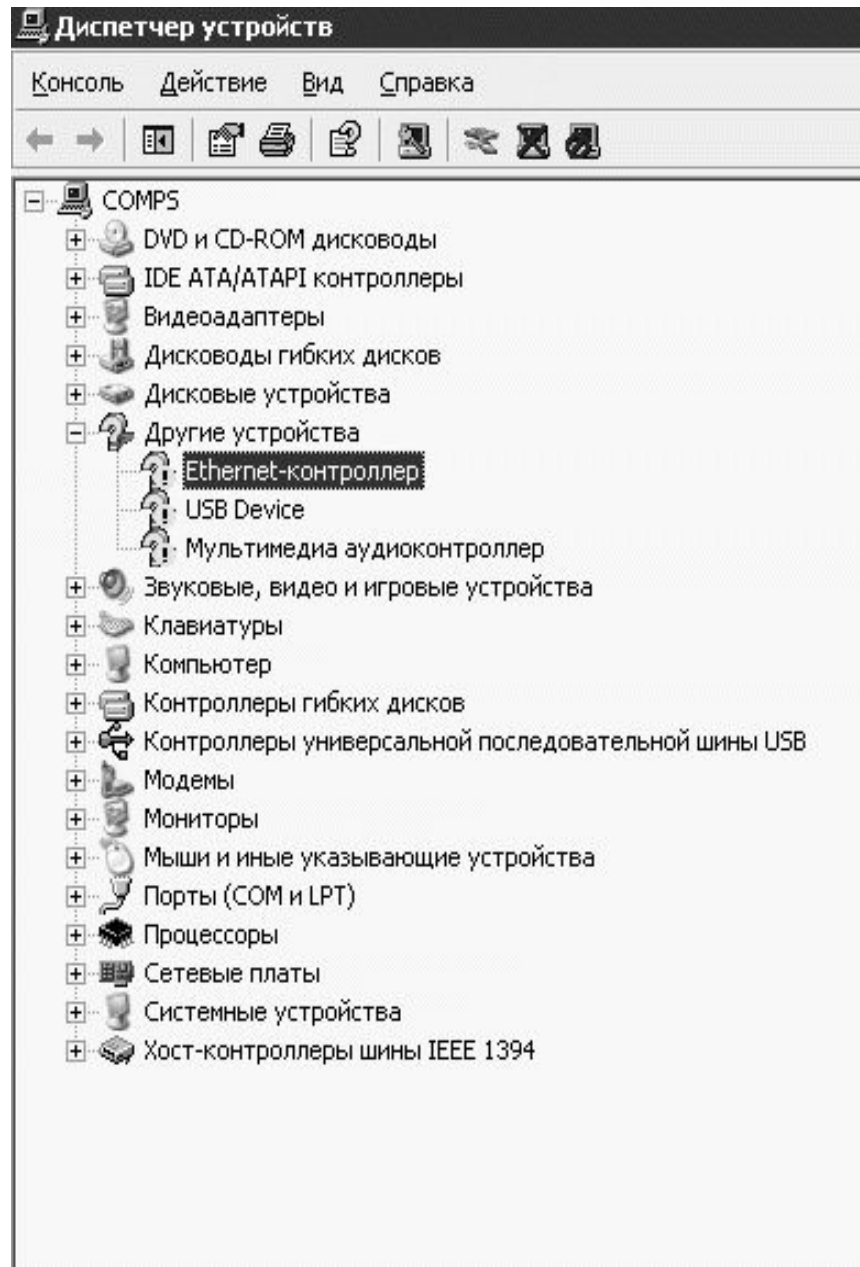 Диспетчер устройств
Консоль Действие Вид Справка
COMPS
DVD и CD-ROM дисководы
IDE ATA/ATAPI контроллеры
Видеоадаптеры
Дисководы гибких дисков
Дисковые устройства
Другие устройства
Ethernet-контроллер
USB Device
Мультимедиа аудиоконтроллер
Звуковые, видео и игровые устройства
Клавиатуры
Компьютер
Контроллеры гибких дисков
Контроллеры универсальной последовательной шины USB
Модемы
Мониторы
Мыши и иные указывающие устройства
Порты (COM и LPT)
Процессоры
Сетевые платы
Системные устройства
Хост-контроллеры шины IEEE 1394